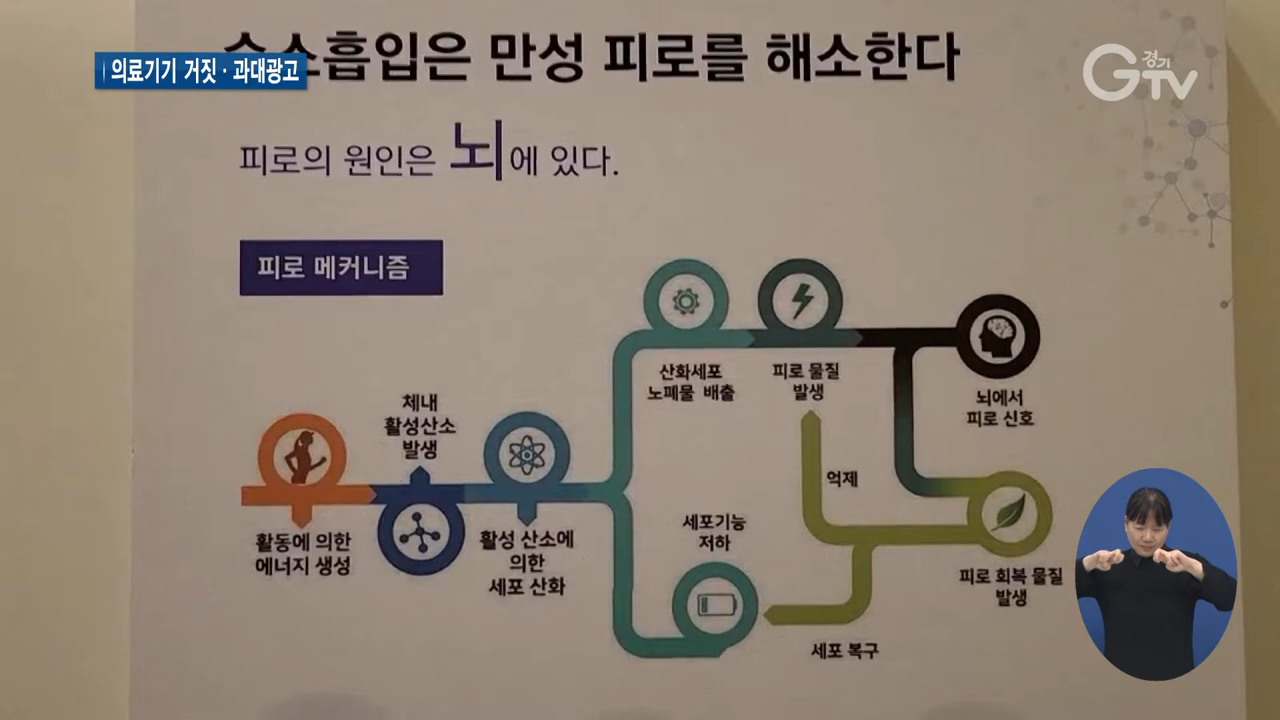 수소흡입은 만성 피로를 해소한다
의료기기 거짓·과대광고
경기
GTV
피로의 원인은 뇌에 있다.
피로 메커니즘
산화세포
노폐물 배출
피로 물질
발생
뇌에서
피로 신호
체내
활성산소
발생
억제
활동에 의한
에너지 생성
활성 산소에
의한
세포 산화
세포기능
저하
피로 회복 물질
발생
세포 복구